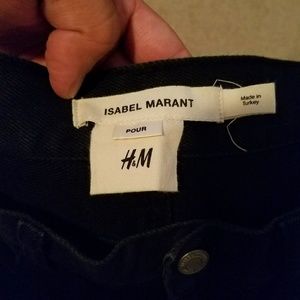 ISABEL MARANT
POUR
H&M
Made in
Turkey